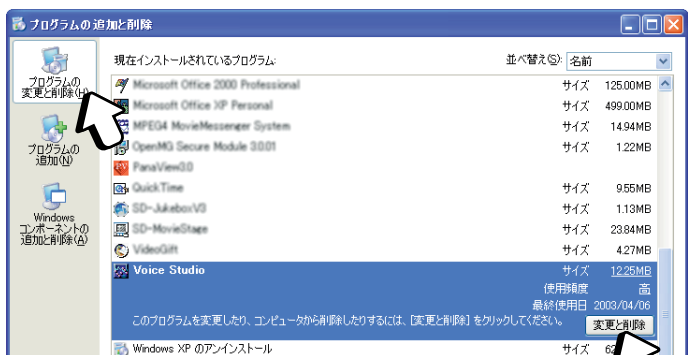 プログラムの追加と削除
現在インストールされているプログラム:
並べ替え(S): 名前
プログラムの
変更と削除(H)
プログラムの
追加(N)
Windows
コンポーネントの
追加と削除(A)
Microsoft Office 2000 Professional サイズ 125.00MB
Microsoft Office XP Personal サイズ 499.00MB
MPEG4 MovieMessenger System サイズ 14.94MB
OpenMG Secure Module 3.0.01 サイズ 1.22MB
PanaView3.0
QuickTime サイズ 9.55MB
SD-JukeboxV3 サイズ 1.13MB
SD-MovieStage サイズ 23.84MB
VideoGift サイズ 4.27MB
Voice Studio サイズ 12.25MB
使用頻度 高
最終使用日 2003/04/06
このプログラムを変更したり、コンピュータから削除したりするには、[変更と削除] をクリックしてください。 変更と削除
Windows XP のアンインストール サイズ